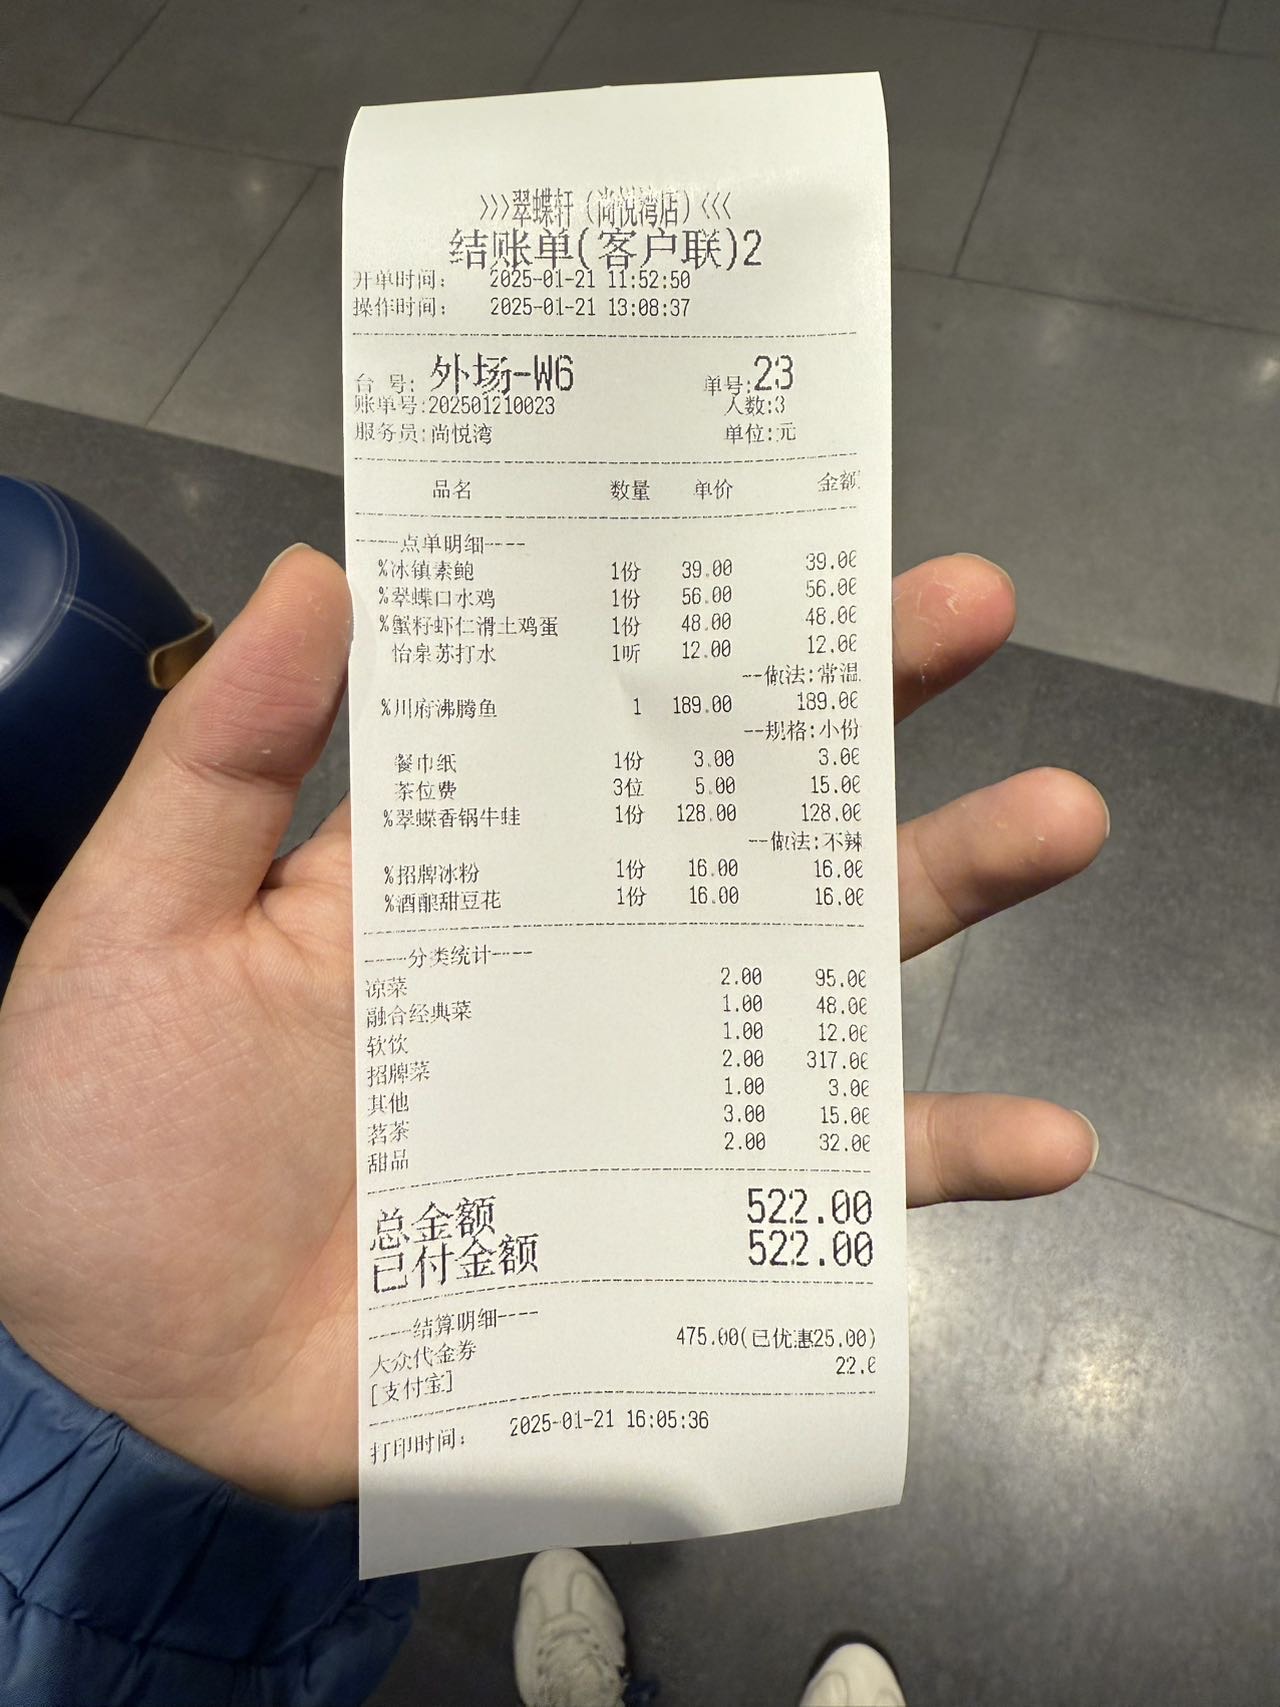 >>>翠蝶轩（尚悦湾店）<<<
结账单(客户联)2
开单时间： 2025-01-21 11:52:50
操作时间： 2025-01-21 13:08:37
台 号：外场-W6 单号:23
账单号:202501210023 人数:3
服务员:尚悦湾 单位:元
品名 数量 单价 金额
-----点单明细----
%冰镇素鲍 1份 39.00 39.00
%翠蝶口水鸡 1份 56.00 56.00
%蟹籽虾仁滑土鸡蛋 1份 48.00 48.00
怡泉苏打水 1听 12.00 12.00
--做法:常温
%川府沸腾鱼 1 189.00 189.00
--规格:小份
餐巾纸 1份 3.00 3.00
茶位费 3位 5.00 15.00
%翠蝶香锅牛蛙 1份 128.00 128.00
--做法:不辣
%招牌冰粉 1份 16.00 16.00
%酒酿甜豆花 1份 16.00 16.00
-----分类统计----
凉菜 2.00 95.00
融合经典菜 1.00 48.00
软饮 1.00 12.00
招牌菜 2.00 317.00
其他 1.00 3.00
茗茶 3.00 15.00
甜品 2.00 32.00
总金额 522.00
已付金额 522.00
-----结算明细----
大众代金券 475.00(已优惠25.00)
[支付宝] 22.0
打印时间： 2025-01-21 16:05:36